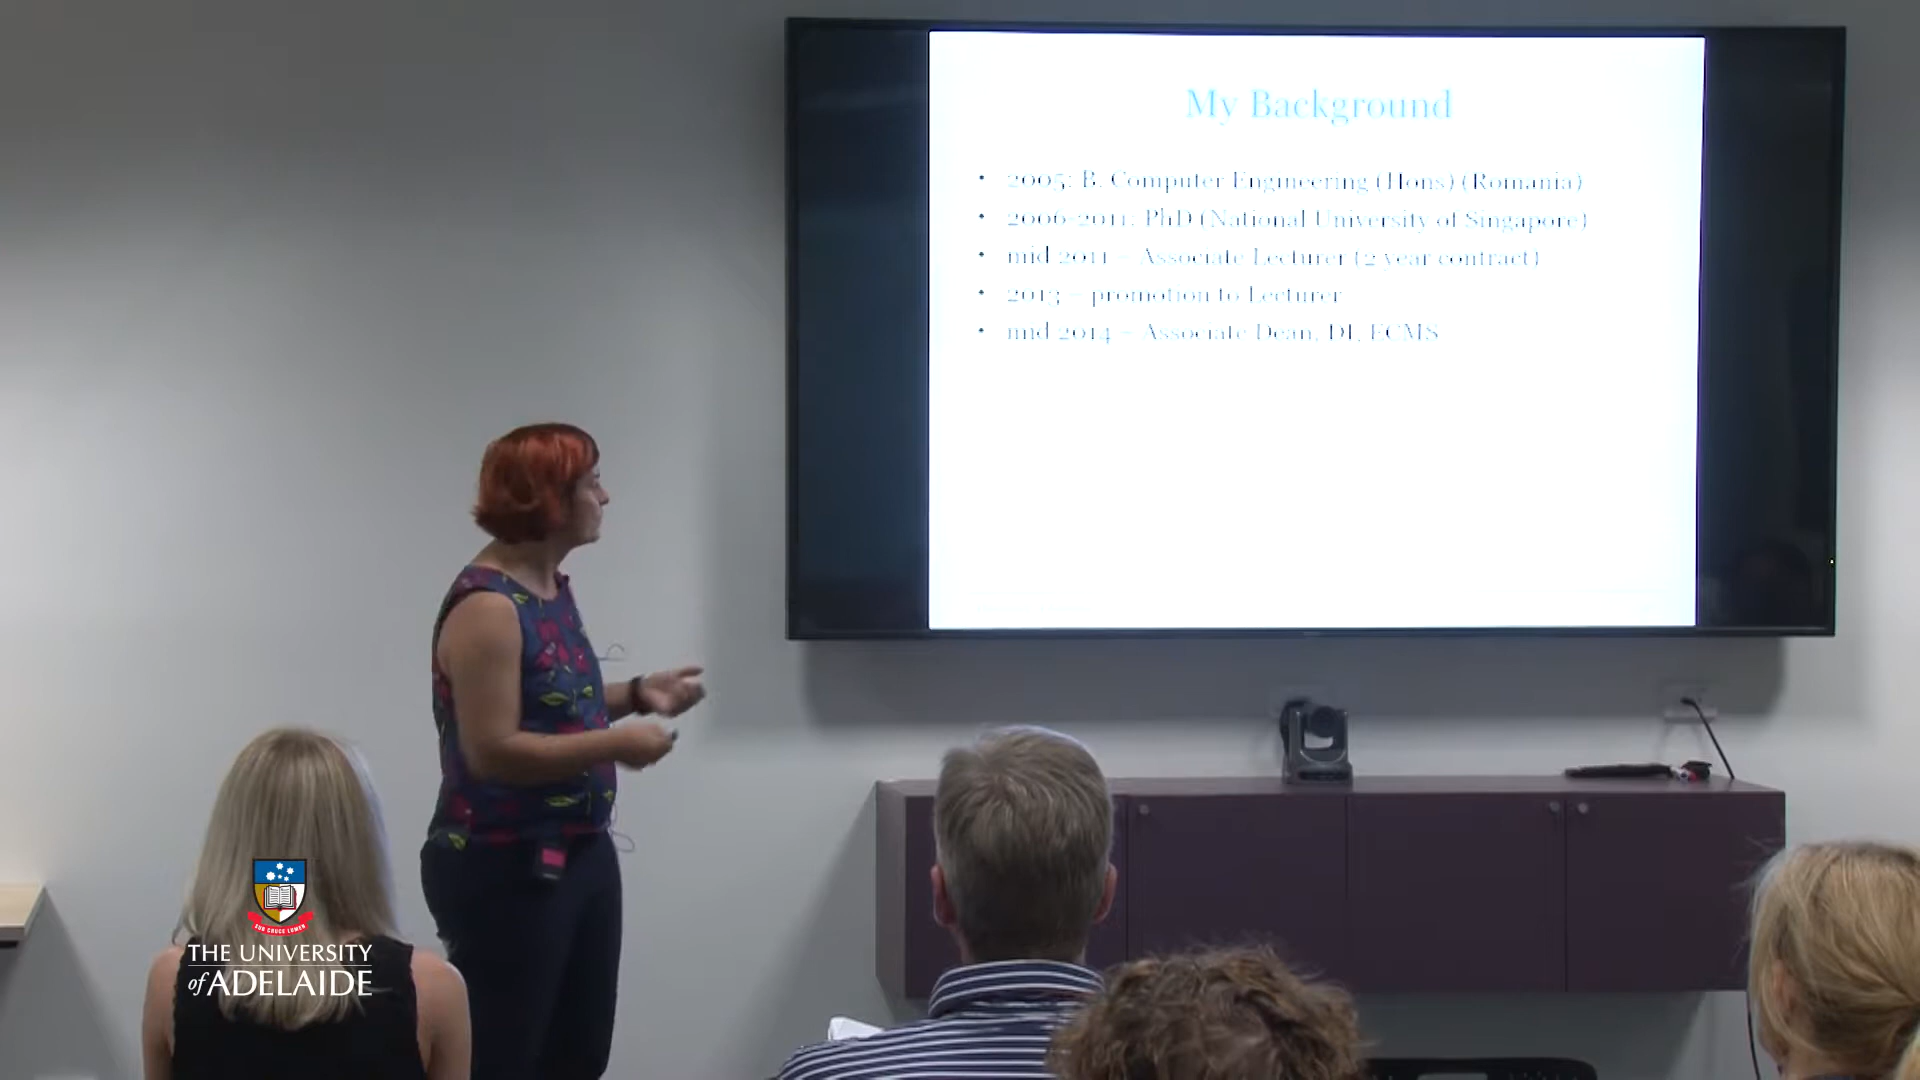 My Background
• 2005: B. Computer Engineering (Hons) (Romania)
• 2006-2011: PhD (National University of Singapore)
• mid 2011 – Associate Lecturer (2 year contract)
• 2013 – promotion to Lecturer
• mid 2014 – Associate Dean, DI, ECMS
SUB CRUCE LUMEN
THE UNIVERSITY
of ADELAIDE